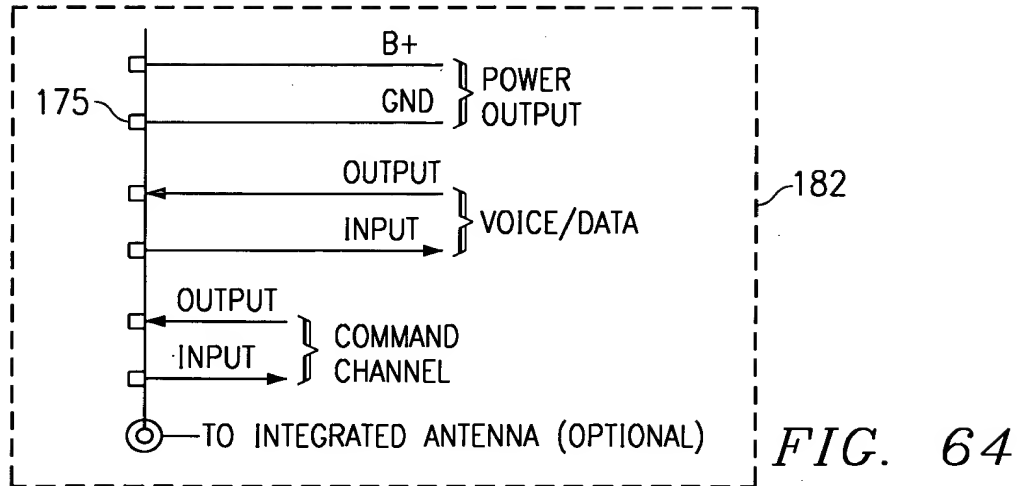 B+
POWER
175
GND
OUTPUT
OUTPUT
182
VOICE/DATA
INPUT
OUTPUT
COMMAND
INPUT
CHANNEL
TO INTEGRATED ANTENNA (OPTIONAL)
FIG. 64